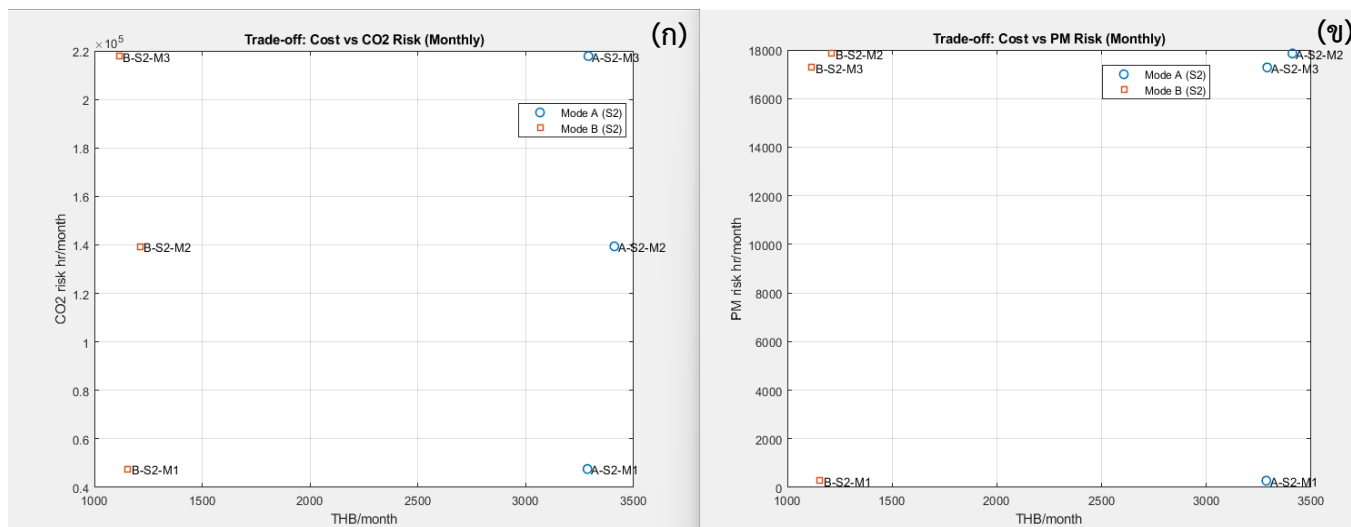 (ก)
Trade-off: Cost vs CO2 Risk (Monthly)
×10^5
2.2
2
1.8
1.6
1.4
1.2
1
0.8
0.6
0.4
CO2 risk hr/month
B-S2-M3
A-S2-M3
Mode A (S2)
Mode B (S2)
B-S2-M2
A-S2-M2
B-S2-M1
A-S2-M1
1000 1500 2000 2500 3000 3500
THB/month
(ข)
Trade-off: Cost vs PM Risk (Monthly)
18000
16000
14000
12000
10000
8000
6000
4000
2000
0
PM risk hr/month
B-S2-M2
A-S2-M2
B-S2-M3
A-S2-M3
Mode A (S2)
Mode B (S2)
B-S2-M1
A-S2-M1
1000 1500 2000 2500 3000 3500
THB/month